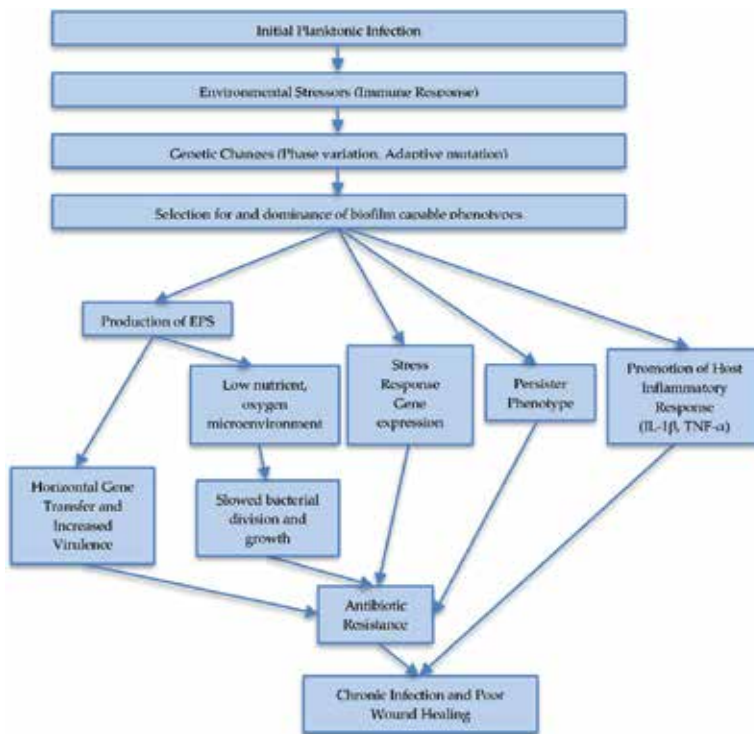 Initial Planktonic Infection
Environmental Stressors (Immune Response)
Genetic Changes (Phase variation, Adaptive mutation)
Selection for and dominance of biofilm capable phenotypes
Production of EPS
Low nutrient,
oxygen
microenvironment
Stress
Response
Gene
expression
Persister
Phenotype
Promotion of Host
Inflammatory
Response
(IL-1β, TNF-α)
Horizontal Gene
Transfer and
Increased
Virulence
Slowed bacterial
division and
growth
Antibiotic
Resistance
Chronic Infection and Poor
Wound Healing